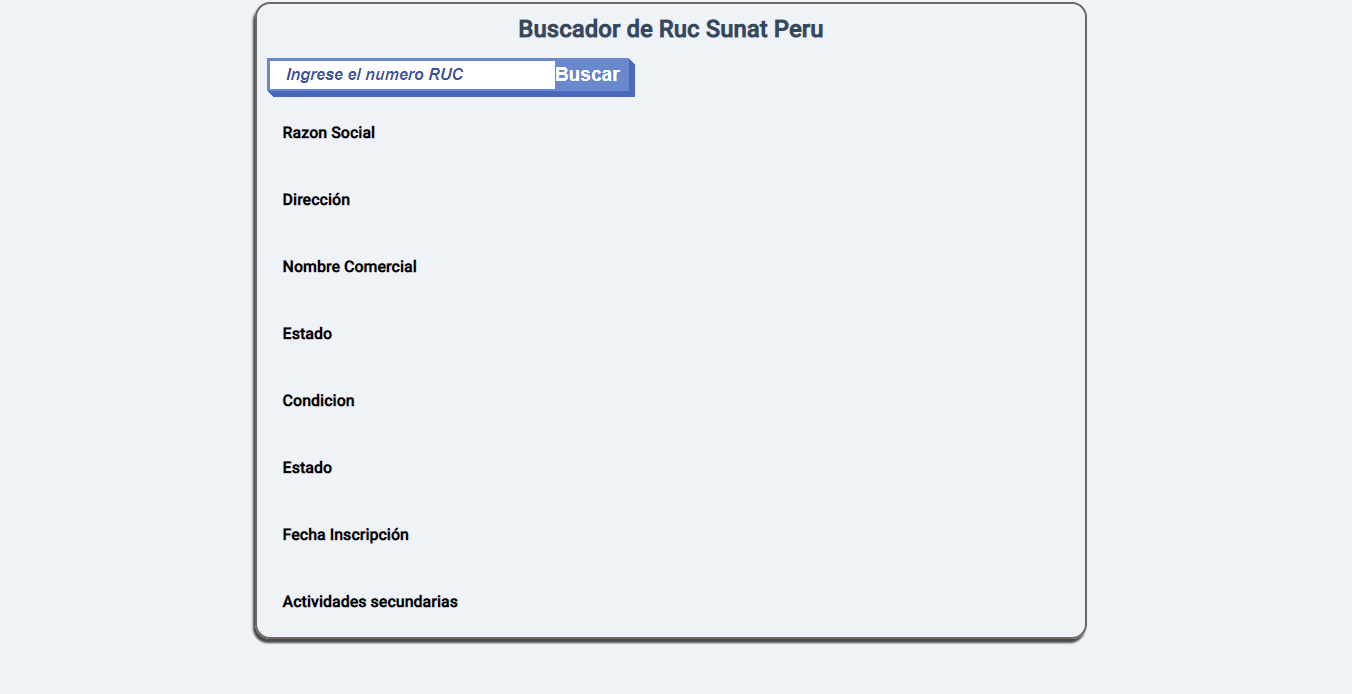 Buscador de Ruc Sunat Peru
Ingrese el numero RUC Buscar
Razon Social
Dirección
Nombre Comercial
Estado
Condicion
Estado
Fecha Inscripción
Actividades secundarias